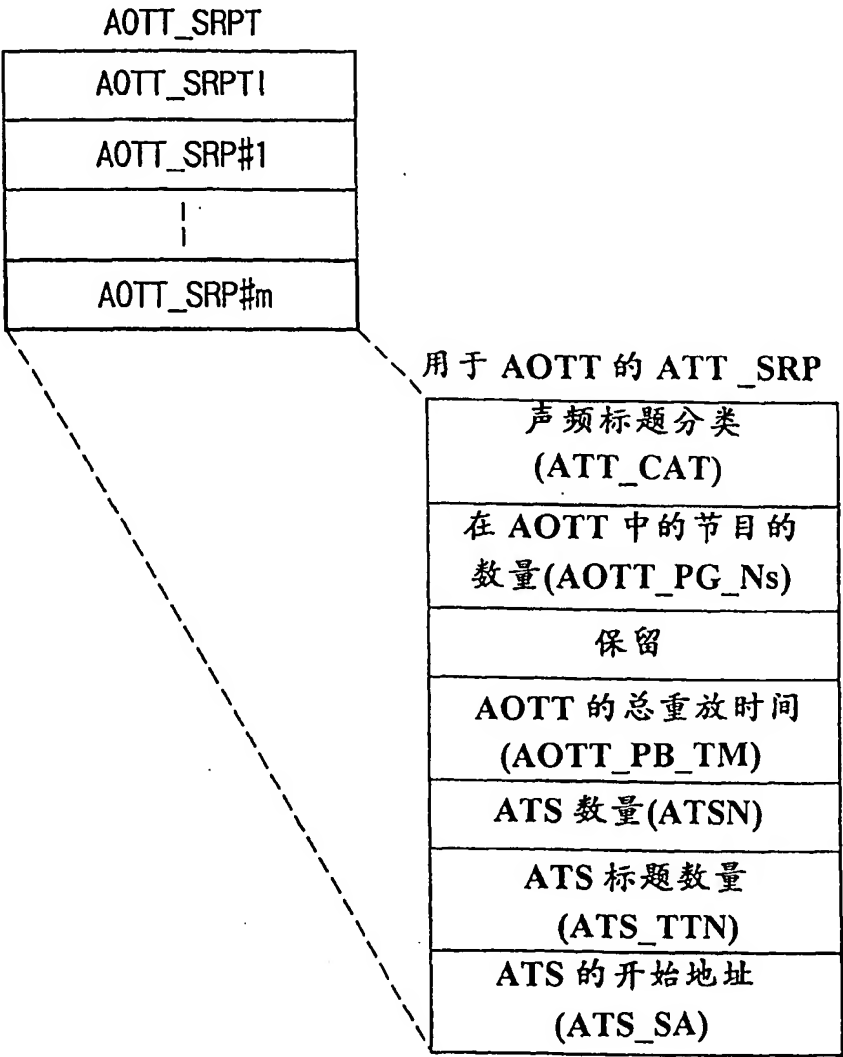 AOTT_SRPT
AOTT_SRPTI
AOTT_SRP#1
AOTT_SRP#m
用于 AOTT 的 ATT _SRP
声频标题分类
(ATT_CAT)
在 AOTT 中的节目的
数量(AOTT_PG_Ns)
保留
AOTT 的总重放时间
(AOTT_PB_TM)
ATS 数量(ATSN)
ATS 标题数量
(ATS_TTN)
ATS 的开始地址
(ATS_SA)